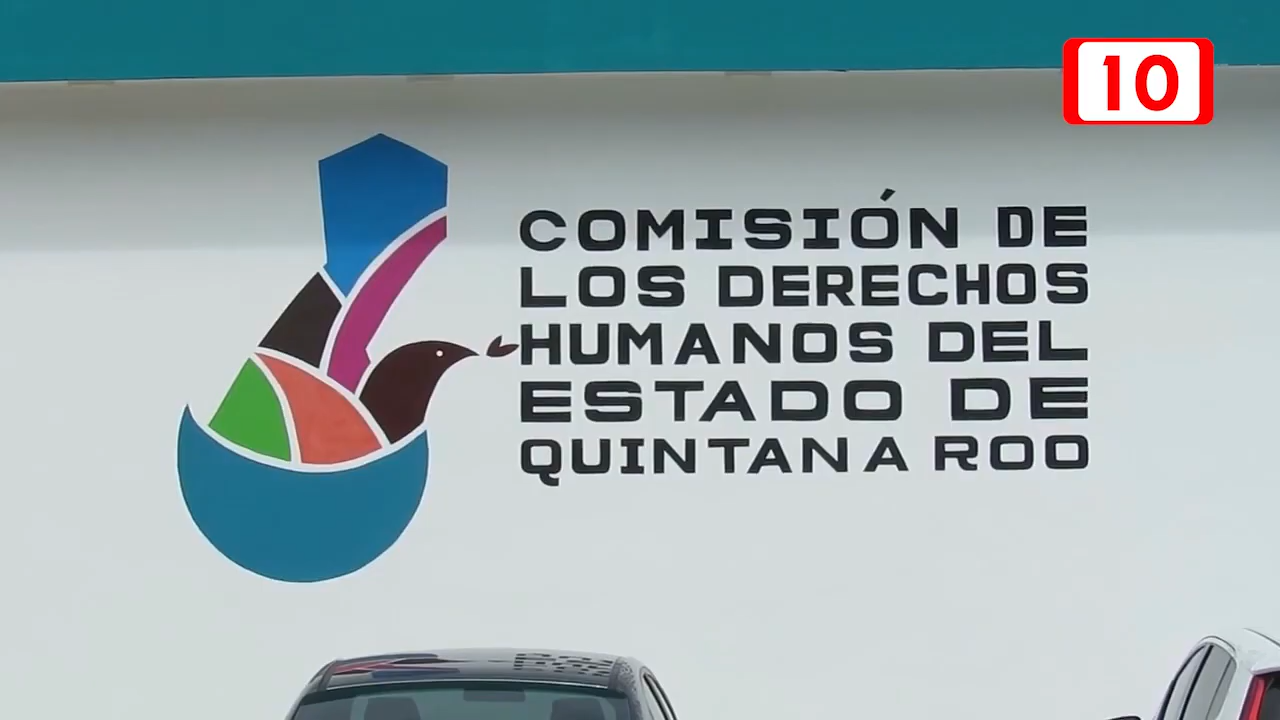 10
COMISIÓN DE
LOS DERECHOS
HUMANOS DEL
ESTADO DE
QUINTANA ROO